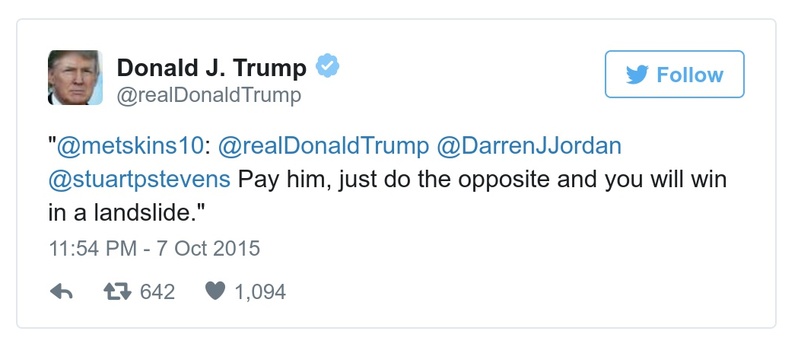 Donald J. Trump
@realDonaldTrump
Follow
"@metskins10: @realDonaldTrump @DarrenJJordan
@stuartpstevens Pay him, just do the opposite and you will win
in a landslide."
11:54 PM - 7 Oct 2015
642 1,094